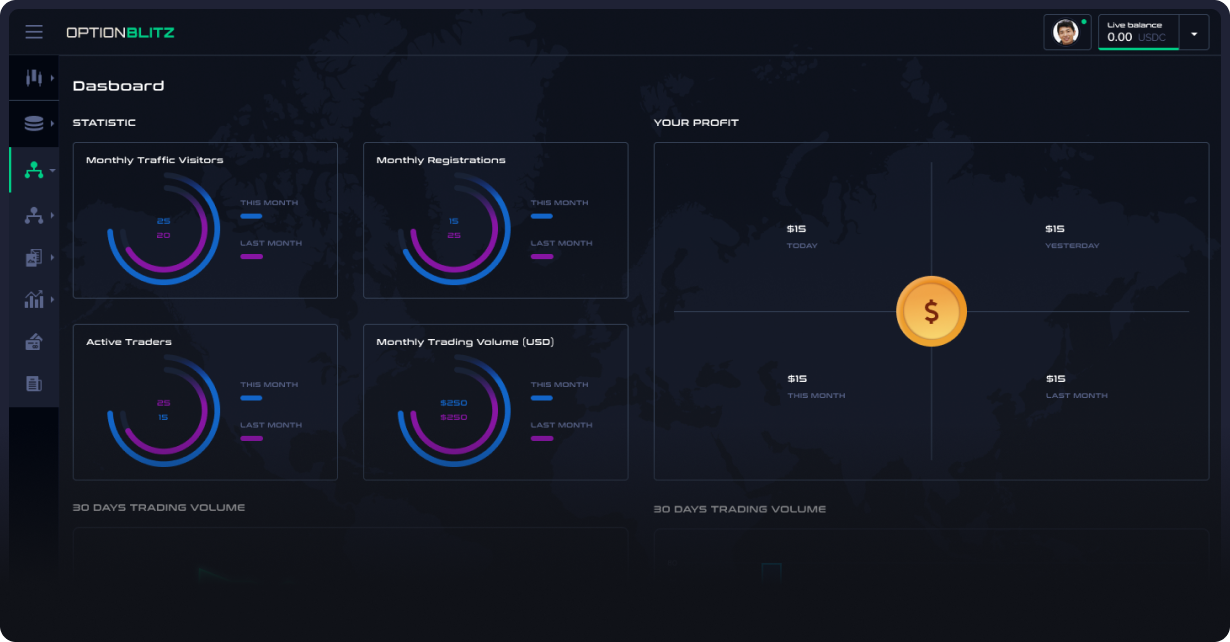 OPTIONBLITZ
Live balance
0.00 USDC
Dasboard
STATISTIC
YOUR PROFIT
Monthly Traffic Visitors
25
20
THIS MONTH
LAST MONTH
Monthly Registrations
15
25
THIS MONTH
LAST MONTH
$15
TODAY
$15
YESTERDAY
$
$15
THIS MONTH
$15
LAST MONTH
Active Traders
25
15
THIS MONTH
LAST MONTH
Monthly Trading Volume (USD)
$250
$250
THIS MONTH
LAST MONTH
30 DAYS TRADING VOLUME
30 DAYS TRADING VOLUME